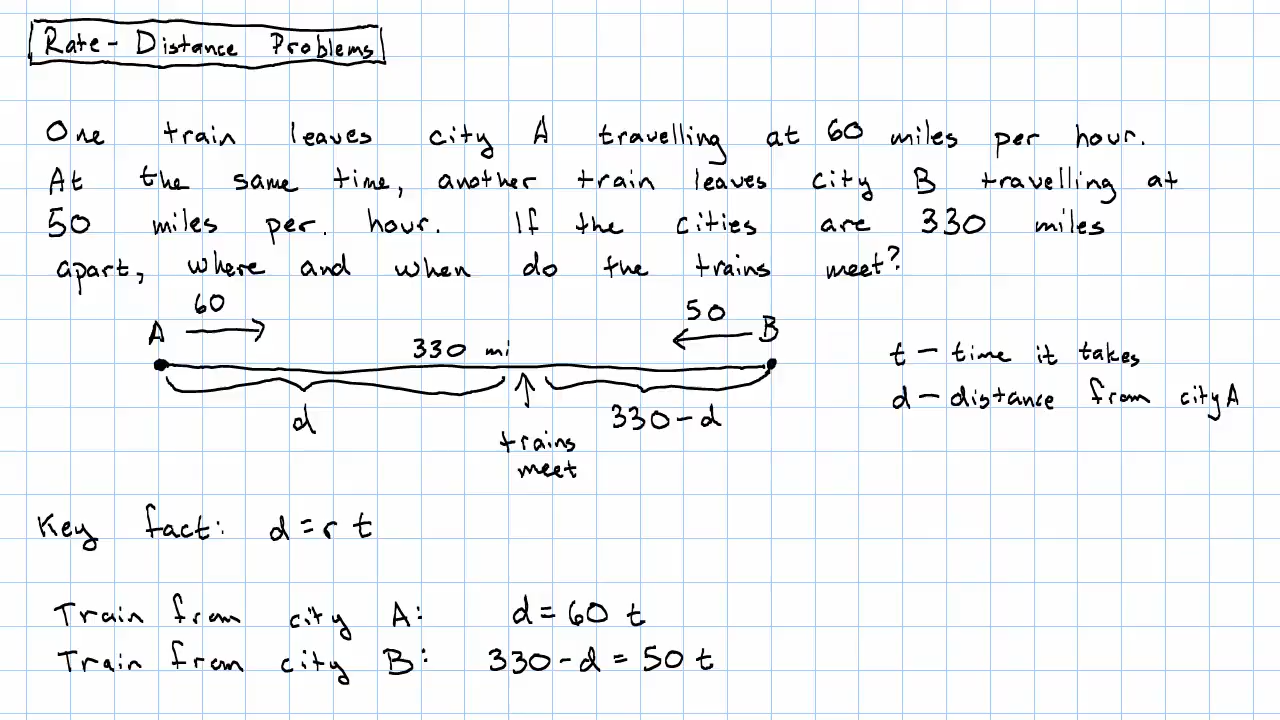 Rate - Distance Problems
One train leaves city A travelling at 60 miles per hour.
At the same time, another train leaves city B travelling at
50 miles per. hour. If the cities are 330 miles
apart, where and when do the trains meet?
60
50
A
B
330 mi
t - time it takes
d - distance from city A
d
330 - d
trains
meet
Key fact: d = r t
Train from city A: d = 60 t
Train from city B: 330 - d = 50 t